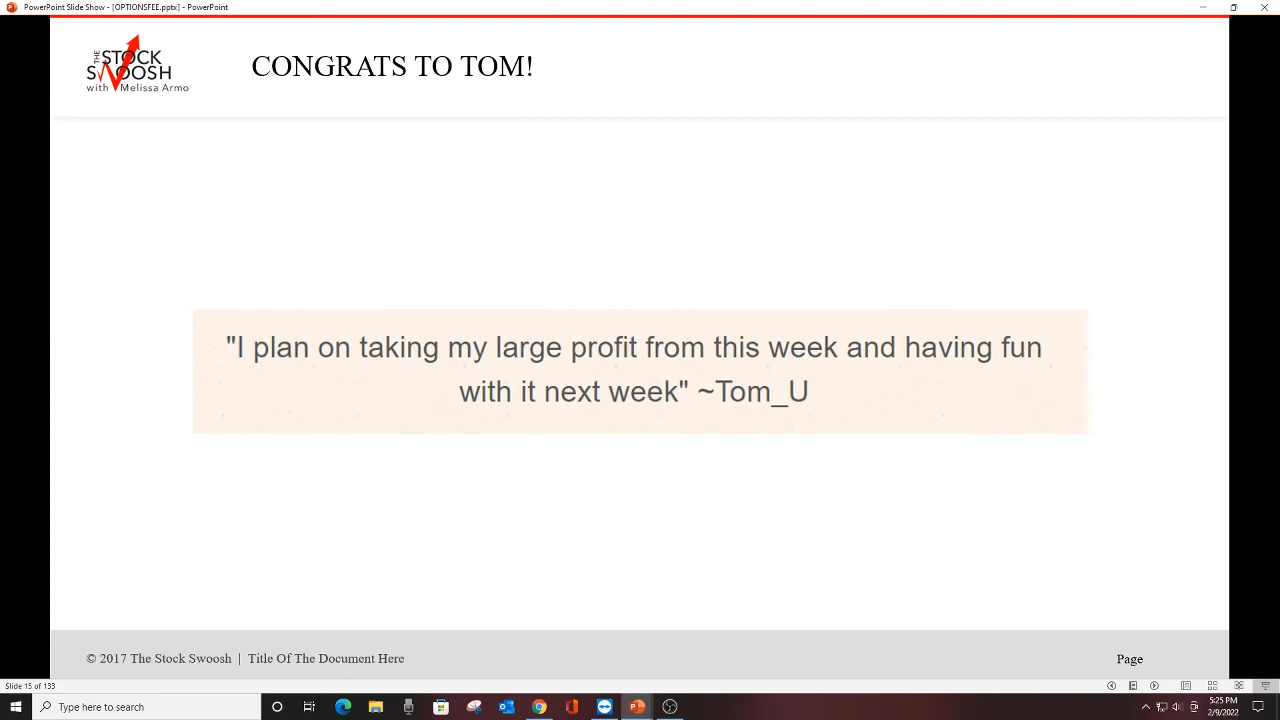 PowerPoint Slide Show - [OPTIONSFEE.pptx] - PowerPoint
THE STOCK
SWOOSH
with Melissa Armo
CONGRATS TO TOM!
"I plan on taking my large profit from this week and having fun
with it next week" ~Tom_U
© 2017 The Stock Swoosh | Title Of The Document Here
Page
Slide 15 of 133
Type here to search
5:25 PM
2/9/2022